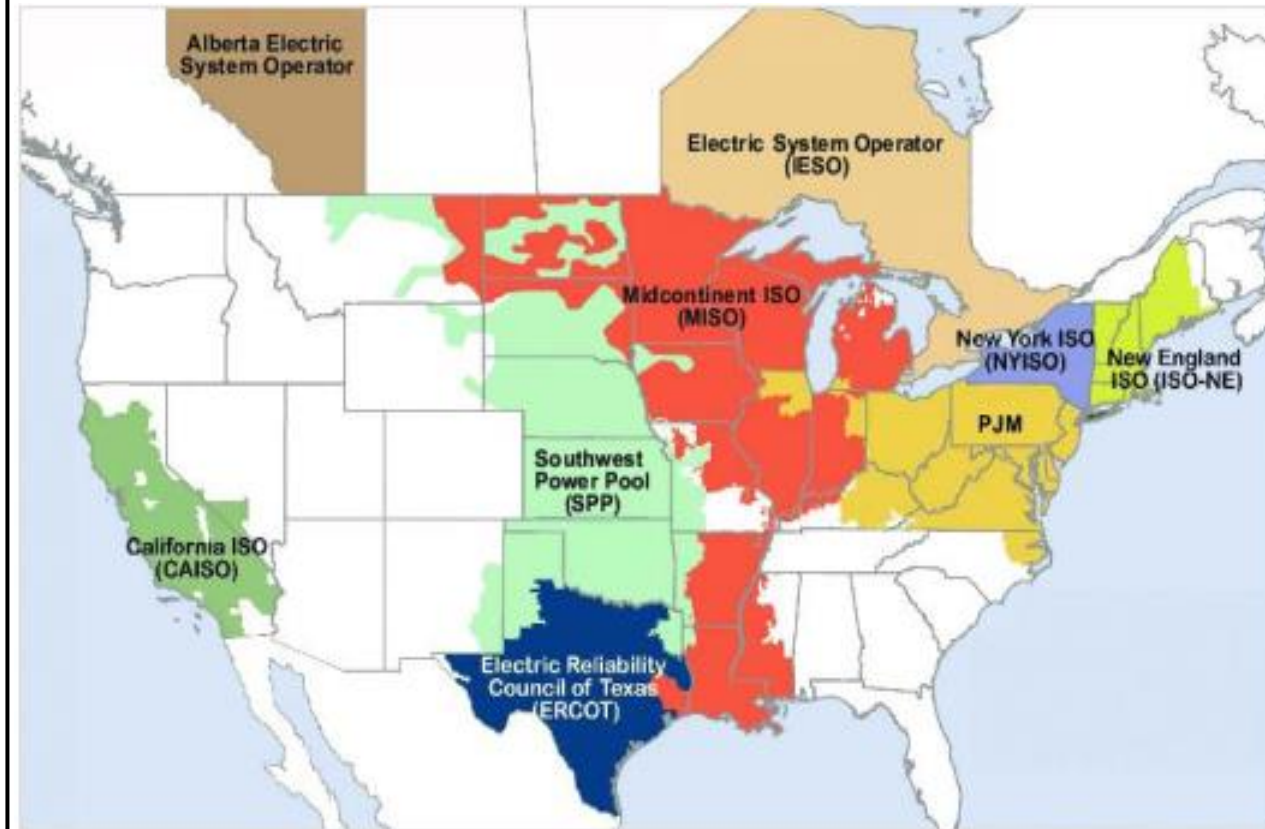 Alberta Electric
System Operator
Electric System Operator
(IESO)
Midcontinent ISO
(MISO)
New York ISO
(NYISO)
New England
ISO (ISO-NE)
PJM
Southwest
Power Pool
(SPP)
California ISO
(CAISO)
Electric Reliability
Council of Texas
(ERCOT)